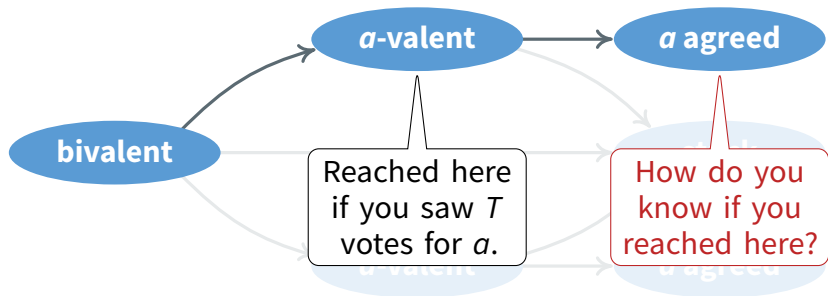 a-valent
a agreed
bivalent
Reached here
if you saw T
votes for a.
How do you
know if you
reached here?